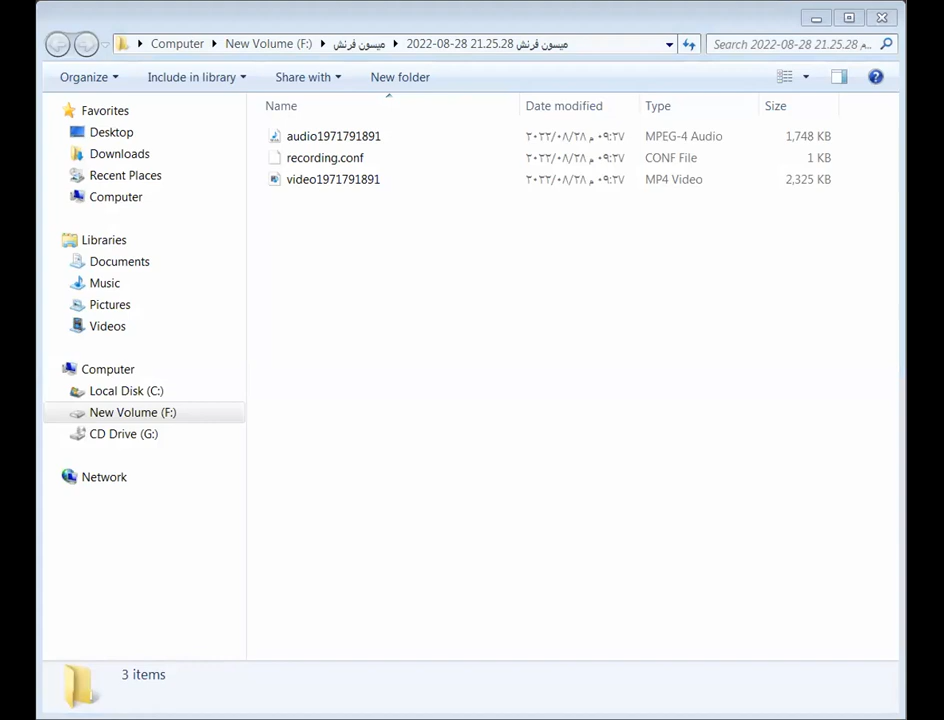 Computer
New Volume (F:)
ميسون فرنش
2022-08-28 21.25.28 ميسون فرنش
Search 2022-08-28 21.25.28 م...
Organize
Include in library
Share with
New folder
Name
Date modified
Type
Size
audio1971791891
٢٠٢٢/٠٨/٢٨ م ٠٩:٣٧
MPEG-4 Audio
1,748 KB
recording.conf
٢٠٢٢/٠٨/٢٨ م ٠٩:٣٧
CONF File
1 KB
video1971791891
٢٠٢٢/٠٨/٢٨ م ٠٩:٣٧
MP4 Video
2,325 KB
Favorites
Desktop
Downloads
Recent Places
Computer
Libraries
Documents
Music
Pictures
Videos
Computer
Local Disk (C:)
New Volume (F:)
CD Drive (G:)
Network
3 items